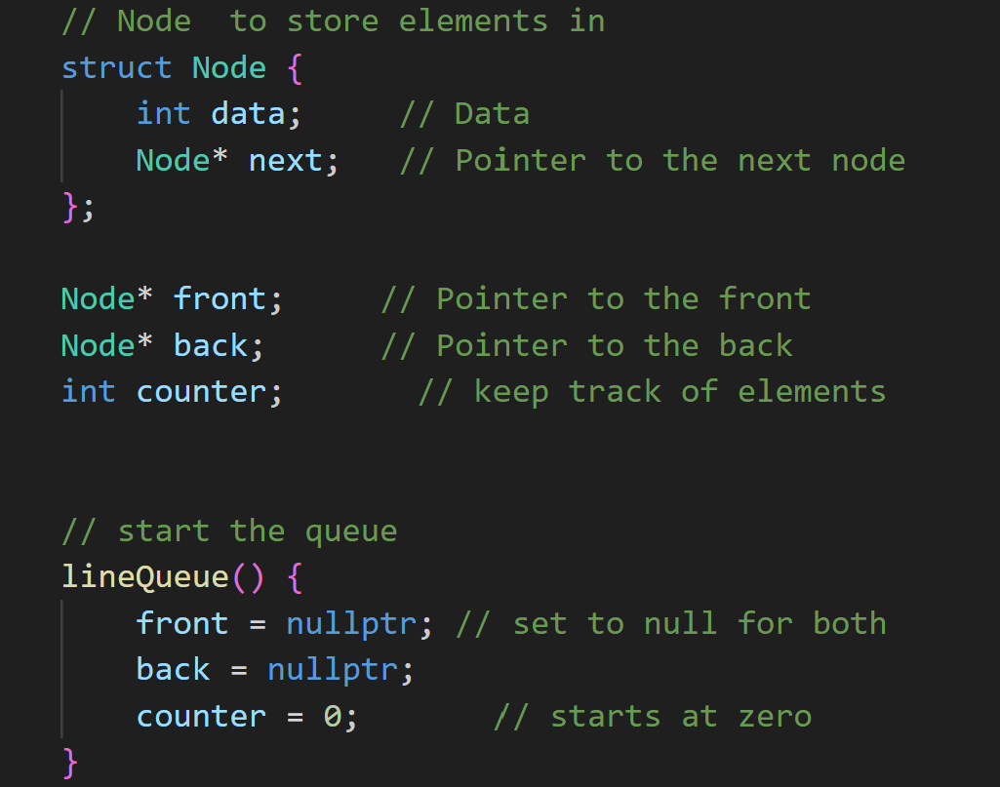 // Node  to store elements in
struct Node {
    int data;     // Data
    Node* next;   // Pointer to the next node
};
Node* front;     // Pointer to the front
Node* back;      // Pointer to the back
int counter;       // keep track of elements
// start the queue
lineQueue() {
    front = nullptr; // set to null for both
    back = nullptr;
    counter = 0;       // starts at zero
}